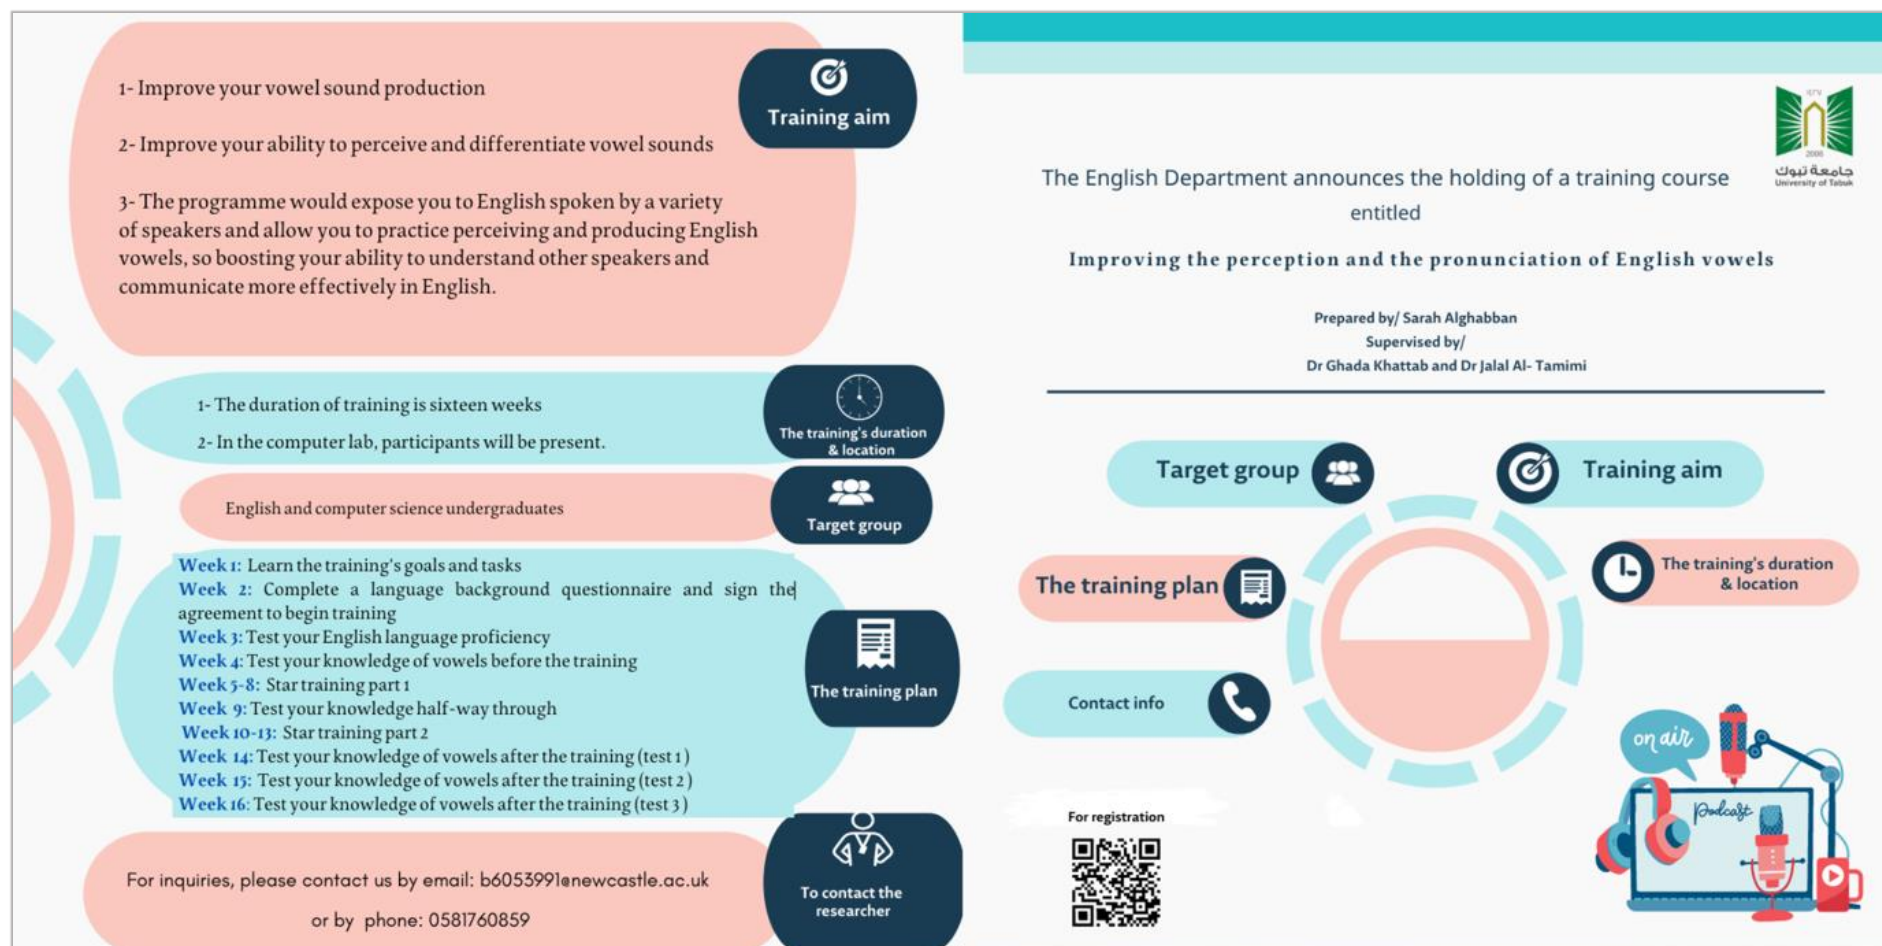 1- Improve your vowel sound production
2- Improve your ability to perceive and differentiate vowel sounds
3- The programme would expose you to English spoken by a variety
of speakers and allow you to practice perceiving and producing English
vowels, so boosting your ability to understand other speakers and
communicate more effectively in English.
Training aim
1- The duration of training is sixteen weeks
2- In the computer lab, participants will be present.
The training's duration
& location
English and computer science undergraduates
Target group
Week 1: Learn the training's goals and tasks
Week 2: Complete a language background questionnaire and sign the
agreement to begin training
Week 3: Test your English language proficiency
Week 4: Test your knowledge of vowels before the training
Week 5-8: Star training part 1
Week 9: Test your knowledge half-way through
Week 10-13: Star training part 2
Week 14: Test your knowledge of vowels after the training (test 1)
Week 15: Test your knowledge of vowels after the training (test 2)
Week 16: Test your knowledge of vowels after the training (test 3)
The training plan
For inquiries, please contact us by email: b6053991@newcastle.ac.uk
or by phone: 0581760859
To contact the
researcher
2006
جامعة تبوك
University of Tabuk
The English Department announces the holding of a training course
entitled
Improving the perception and the pronunciation of English vowels
Prepared by/ Sarah Alghabban
Supervised by/
Dr Ghada Khattab and Dr Jalal Al- Tamimi
Target group
Training aim
The training plan
The training's duration
& location
Contact info
For registration
on air
Podcast